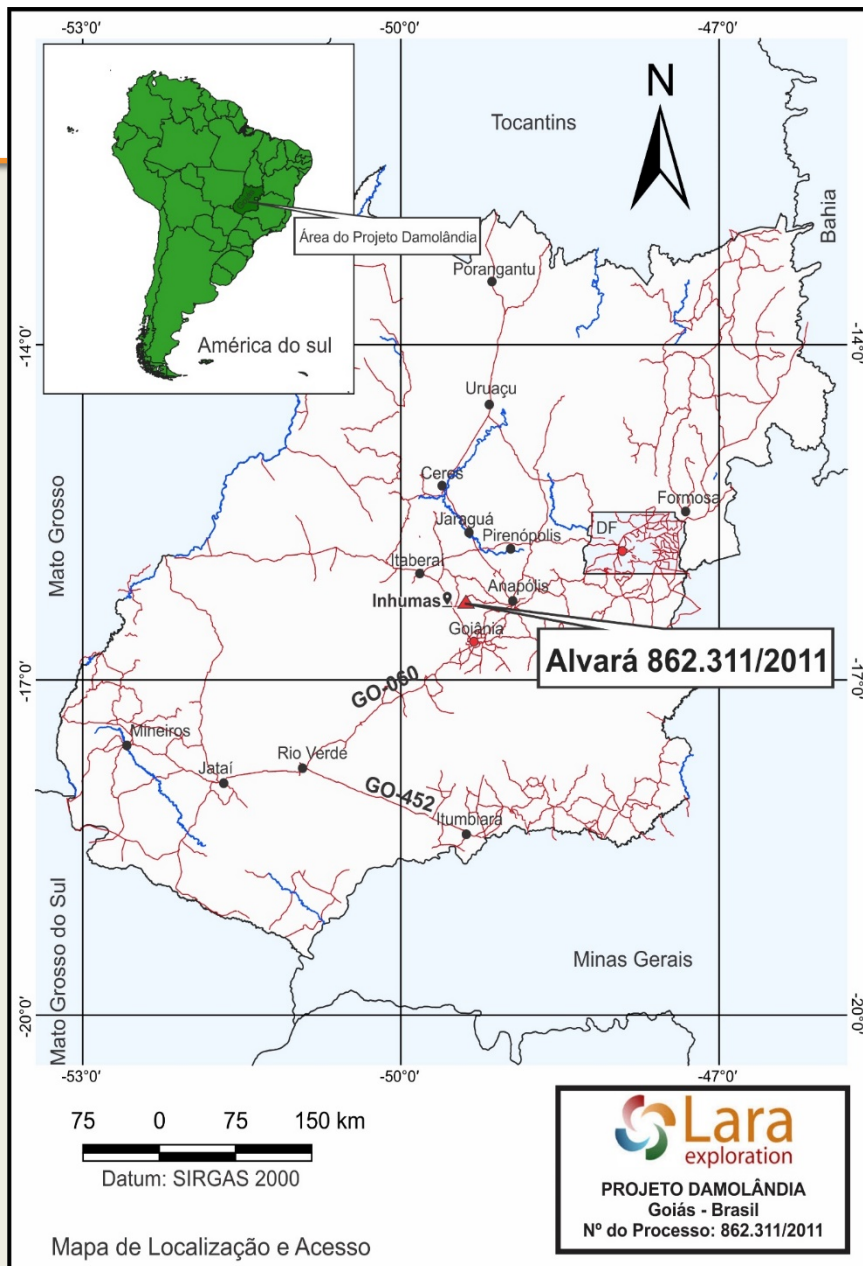 -53°0'
-50°0'
-47°0'
N
Tocantins
Bahia
Área do Projeto Damolândia
América do sul
Porangantu
-14°0'
-14°0'
Uruaçu
Ceres
Formosa
Mato Grosso
Jaraguá
Pirenópolis
DF
Itaberaí
Anapólis
Inhumas
Goiânia
Alvará 862.311/2011
-17°0'
-17°0'
GO-060
Mineiros
Rio Verde
Jataí
GO-452
Itumbiara
Mato Grosso do Sul
Minas Gerais
-20°0'
-20°0'
-53°0'
-50°0'
-47°0'
75 0 75 150 km
Datum: SIRGAS 2000
Mapa de Localização e Acesso
Lara
exploration
PROJETO DAMOLÂNDIA
Goiás - Brasil
Nº do Processo: 862.311/2011